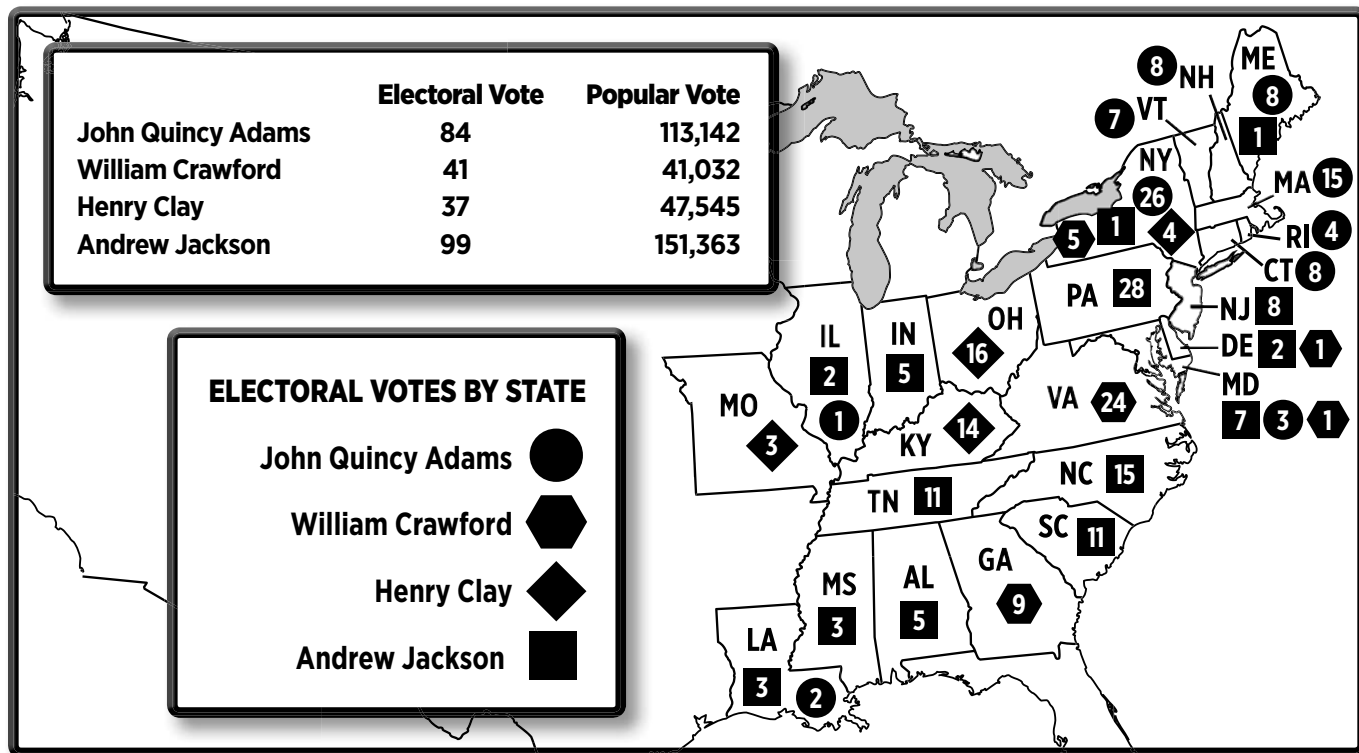 Electoral Vote Popular Vote
John Quincy Adams 84 113,142
William Crawford 41 41,032
Henry Clay 37 47,545
Andrew Jackson 99 151,363
ELECTORAL VOTES BY STATE
John Quincy Adams
William Crawford
Henry Clay
Andrew Jackson
ME
8
1
8 NH
7 VT
NY
26
5 1 4
MA 15
RI 4
CT 8
PA 28
NJ 8
DE 2 1
MD
7 3 1
OH
16
IN
5
IL
2
1
MO
3
KY 14
VA 24
TN 11
NC 15
SC 11
GA
9
AL
5
MS
3
LA
3 2